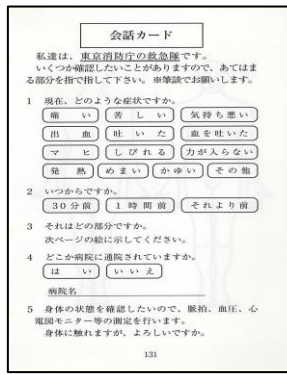 会話カード
私達は、東京消防庁の救急隊です。
いくつか確認したいことがありますので、あてはま
る部分を指で指して下さい。※筆談でお願いします。
1 現在、どのような症状ですか。
痛い 苦しい 気持ち悪い
出血 吐いた 血を吐いた
マヒ しびれる 力が入らない
発熱 めまい かゆい その他
2 いつからですか。
30分前 1時間前 それより前
3 それはどの部分ですか。
次ページの絵に示してください。
4 どこか病院に通院されていますか。
はい いいえ
病院名
5 身体の状態を確認したいので、脈拍、血圧、心
電図モニター等の測定を行います。
身体に触れますが、よろしいですか。
131